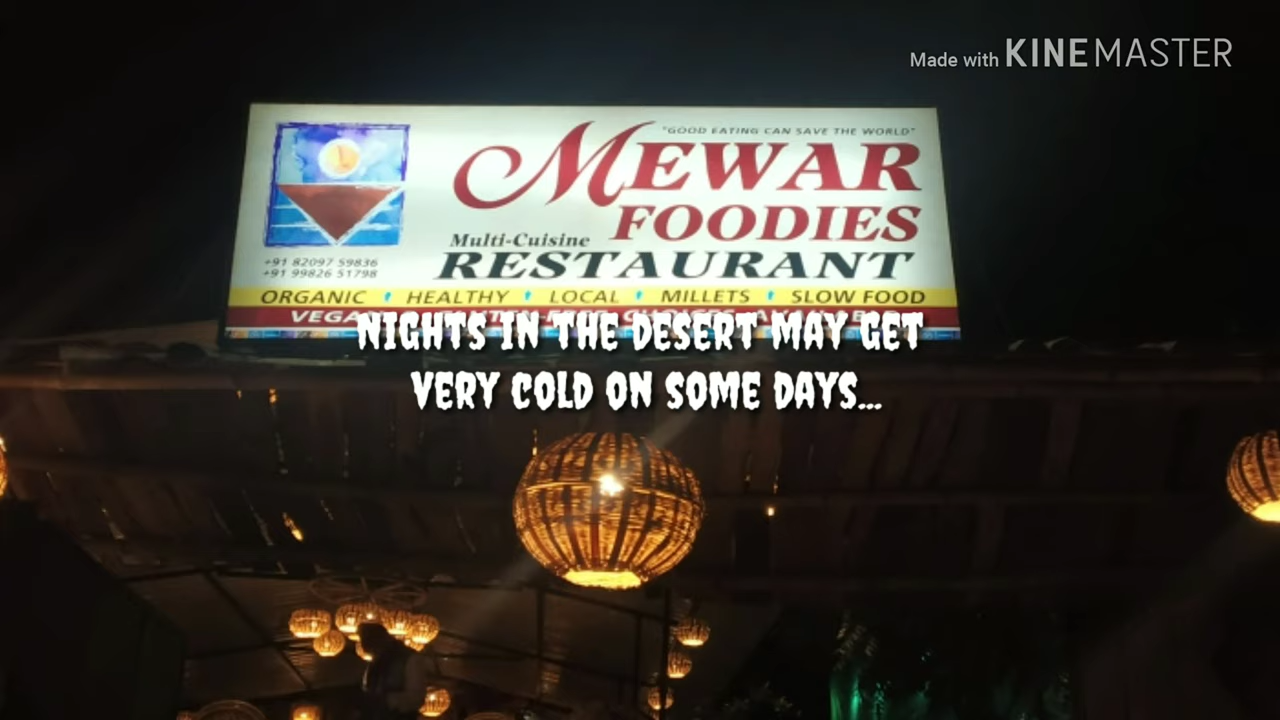 Made with KINEMASTER
"GOOD EATING CAN SAVE THE WORLD"
MEWAR
FOODIES
Multi-Cuisine
RESTAURANT
+91 82097 59836
+91 99826 51798
ORGANIC HEALTHY LOCAL MILLETS SLOW FOOD
NIGHTS IN THE DESERT MAY GET
VERY COLD ON SOME DAYS...